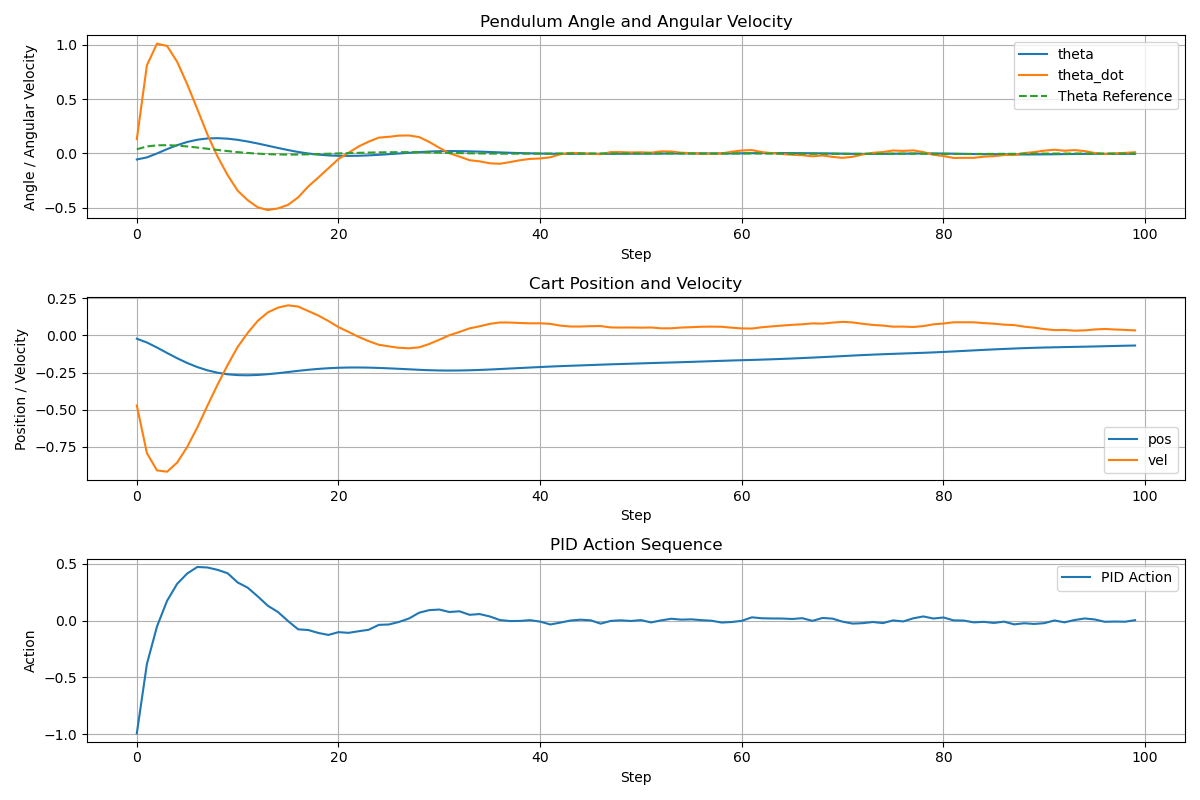 Pendulum Angle and Angular Velocity
Angle / Angular Velocity
1.0
0.5
0.0
−0.5
theta
theta_dot
Theta Reference
0 20 40 60 80 100
Step
Cart Position and Velocity
Position / Velocity
0.25
0.00
−0.25
−0.50
−0.75
pos
vel
0 20 40 60 80 100
Step
PID Action Sequence
Action
0.5
0.0
−0.5
−1.0
PID Action
0 20 40 60 80 100
Step